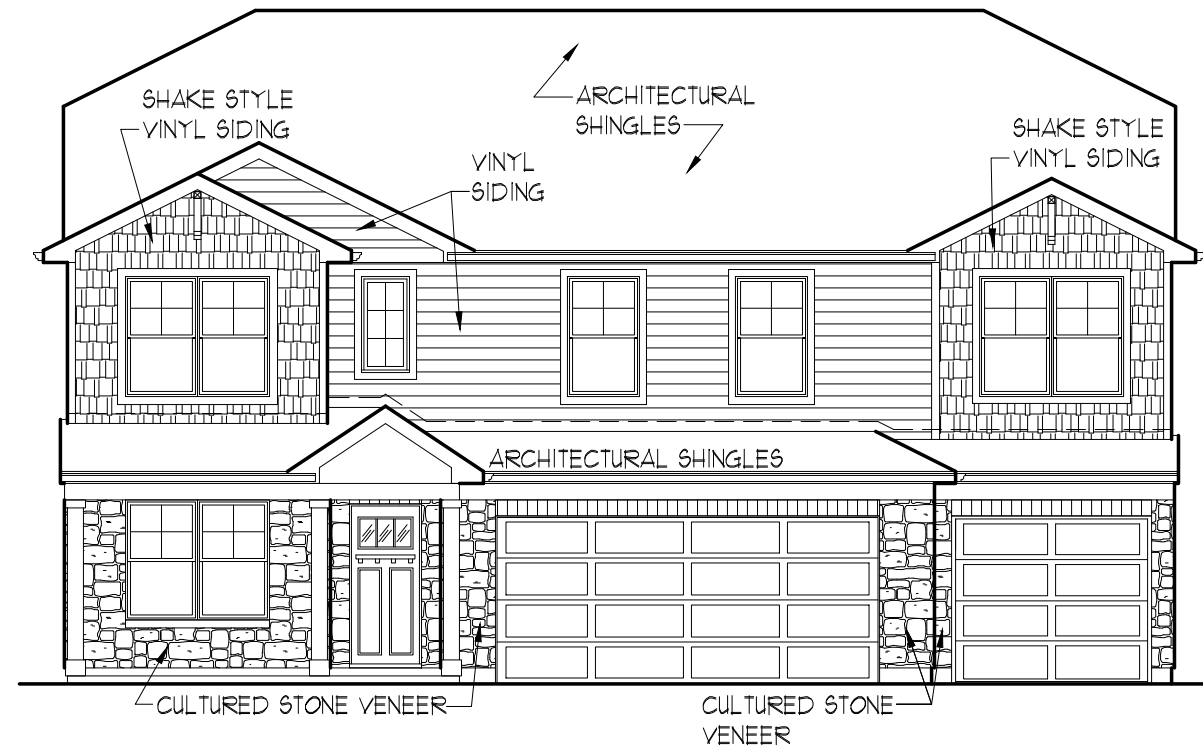 ARCHITECTURAL
SHINGLES
SHAKE STYLE
VINYL SIDING
SHAKE STYLE
VINYL SIDING
VINYL
SIDING
ARCHITECTURAL SHINGLES
CULTURED STONE VENEER
CULTURED STONE
VENEER